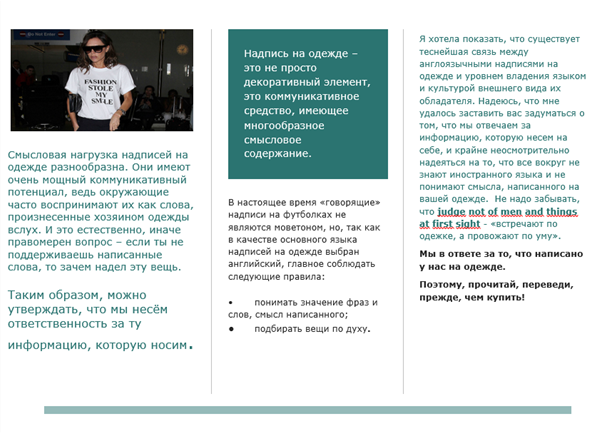 FASHION
STOLE
MY
SMILE
Смысловая нагрузка надписей на
одежде разнообразна. Они имеют
очень мощный коммуникативный
потенциал, ведь окружающие
часто воспринимают их как слова,
произнесенные хозяином одежды
вслух. И это естественно, иначе
правомерен вопрос – если ты не
поддерживаешь написанные
слова, то зачем надел эту вещь.
Таким образом, можно
утверждать, что мы несём
ответственность за ту
информацию, которую носим.
Надпись на одежде –
это не просто
декоративный элемент,
это коммуникативное
средство, имеющее
многообразное
смысловое
содержание.
В настоящее время «говорящие»
надписи на футболках не
являются моветоном, но, так как
в качестве основного языка
надписей на одежде выбран
английский, главное соблюдать
следующие правила:
• понимать значение фраз и
слов, смысл написанного;
● подбирать вещи по духу.
Я хотела показать, что существует
теснейшая связь между
англоязычными надписями на
одежде и уровнем владения языком
и культурой внешнего вида их
обладателя. Надеюсь, что мне
удалось заставить вас задуматься о
том, что мы отвечаем за
информацию, которую несем на
себе, и крайне неосмотрительно
надеяться на то, что все вокруг не
знают иностранного языка и не
понимают смысла, написанного на
вашей одежде. Не надо забывать,
что judge not of men and things
at first sight - «встречают по
одежке, а провожают по уму».
Мы в ответе за то, что написано
у нас на одежде.
Поэтому, прочитай, переведи,
прежде, чем купить!